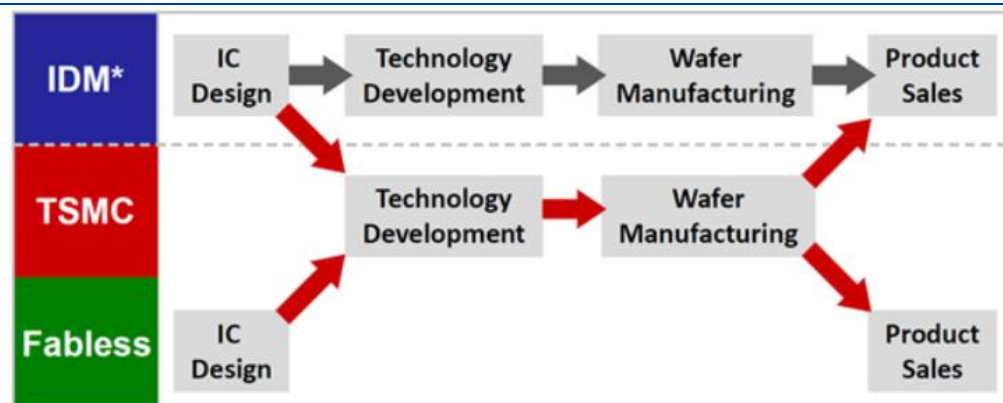 IDM*
IC
Design
Technology
Development
Wafer
Manufacturing
Product
Sales
TSMC
Technology
Development
Wafer
Manufacturing
Fabless
IC
Design
Product
Sales